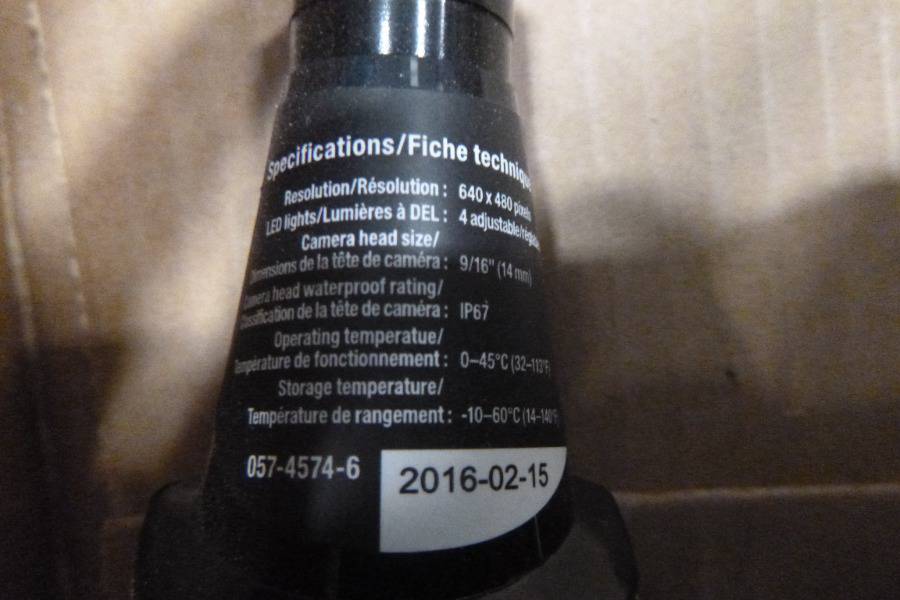 Specifications/Fiche technique
Resolution/Résolution : 640 x 480 pixels
LED lights/Lumières à DEL : 4 adjustable/
Camera head size/
Dimensions de la tête de caméra : 9/16" (14 mm)
Camera head waterproof rating/
Classification de la tête de caméra : IP67
Operating temperatue/
Température de fonctionnement : 0–45°C (32–113°F)
Storage temperature/
Température de rangement : -10–60°C (14–140°F)
057-4574-6
2016-02-15